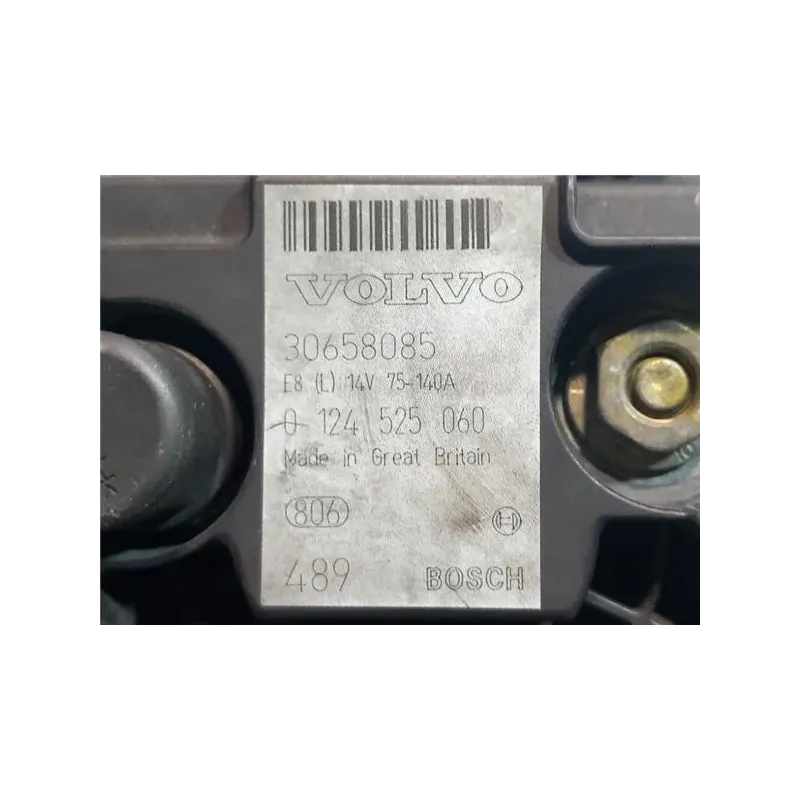 VOLVO
30658085
E8 (L) 14V 75-140A
0 124 525 060
Made in Great Britain
806
489 BOSCH